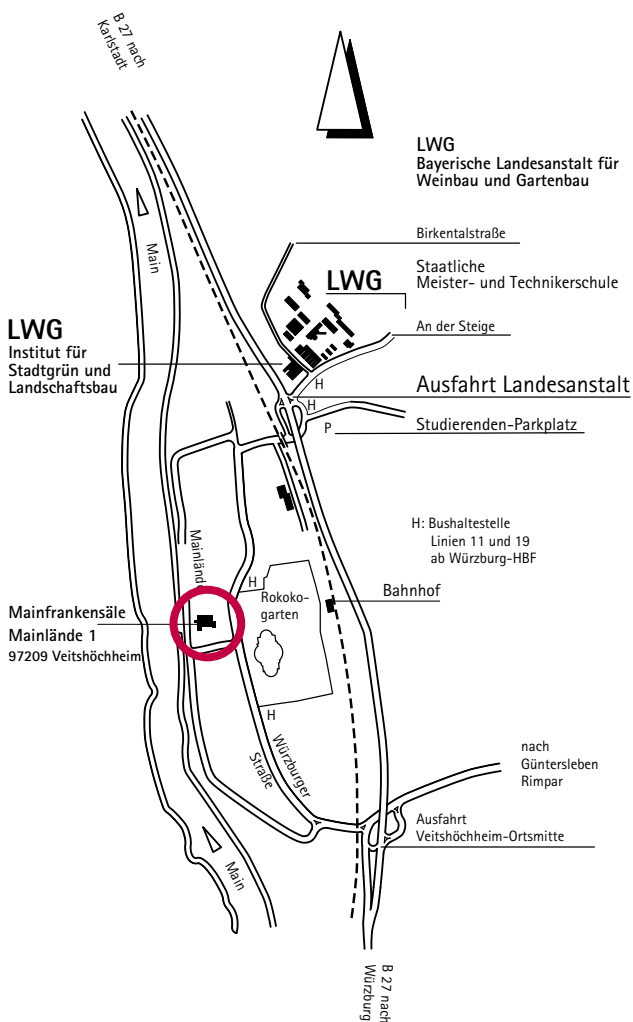 B 27 nach
Karlstadt
Main
LWG
Bayerische Landesanstalt für
Weinbau und Gartenbau
Birkentalstraße
LWG
Staatliche
Meister- und Technikerschule
An der Steige
LWG
Institut für
Stadtgrün und
Landschaftsbau
H
Ausfahrt Landesanstalt
H
P
Studierenden-Parkplatz
H: Bushaltestelle
Linien 11 und 19
ab Würzburg-HBF
Mainlände
H
Rokoko-
garten
Bahnhof
Mainfrankensäle
Mainlände 1
97209 Veitshöchheim
H
Würzburger
Straße
nach
Güntersleben
Rimpar
Ausfahrt
Veitshöchheim-Ortsmitte
Main
B 27 nach
Würzburg